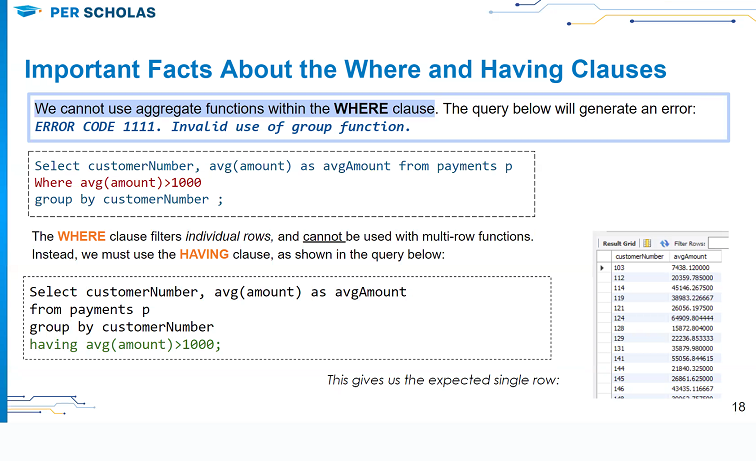 PER SCHOLAS
Important Facts About the Where and Having Clauses
We cannot use aggregate functions within the WHERE clause. The query below will generate an error:
ERROR CODE 1111. Invalid use of group function.
Select customerNumber, avg(amount) as avgAmount from payments p
Where avg(amount)>1000
group by customerNumber ;
The WHERE clause filters individual rows, and cannot be used with multi-row functions.
Instead, we must use the HAVING clause, as shown in the query below:
Select customerNumber, avg(amount) as avgAmount
from payments p
group by customerNumber
having avg(amount)>1000;
This gives us the expected single row:
Result Grid Filter Rows:
customerNumber avgAmount
103 7438.120000
112 20359.785000
114 45146.267500
119 38983.226667
121 26056.197500
124 64909.804444
128 15872.804000
129 22236.853333
131 35879.980000
141 55056.844615
144 21840.325000
145 26861.625000
146 43435.116667
18